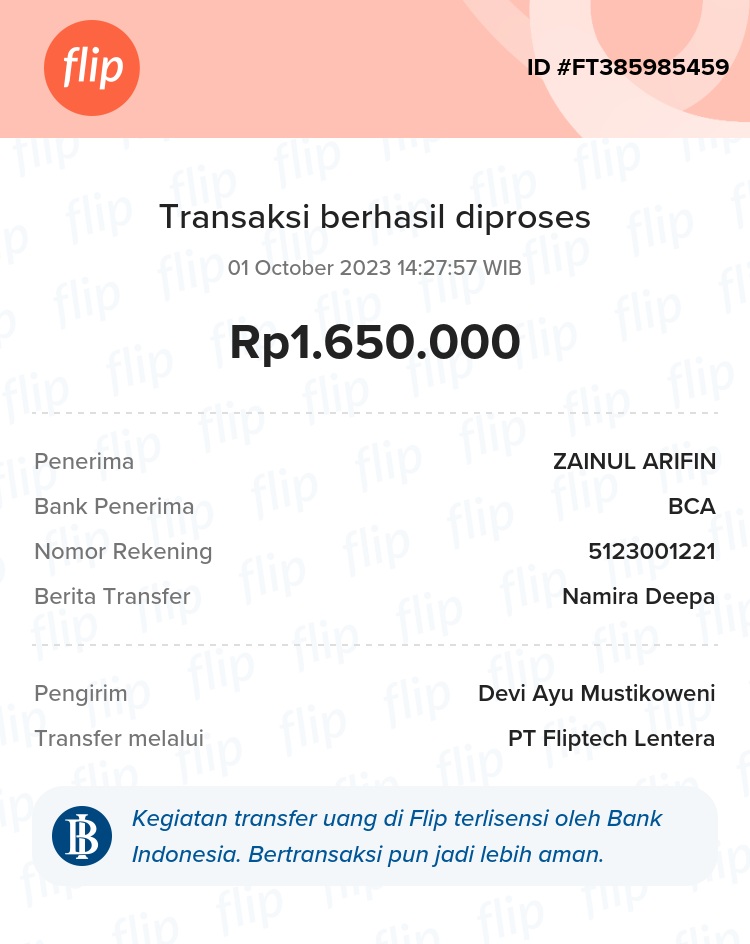 flip
ID #FT385985459
Transaksi berhasil diproses
01 October 2023 14:27:57 WIB
Rp1.650.000
Penerima ZAINUL ARIFIN
Bank Penerima BCA
Nomor Rekening 5123001221
Berita Transfer Namira Deepa
Pengirim Devi Ayu Mustikoweni
Transfer melalui PT Fliptech Lentera
Kegiatan transfer uang di Flip terlisensi oleh Bank
Indonesia. Bertransaksi pun jadi lebih aman.